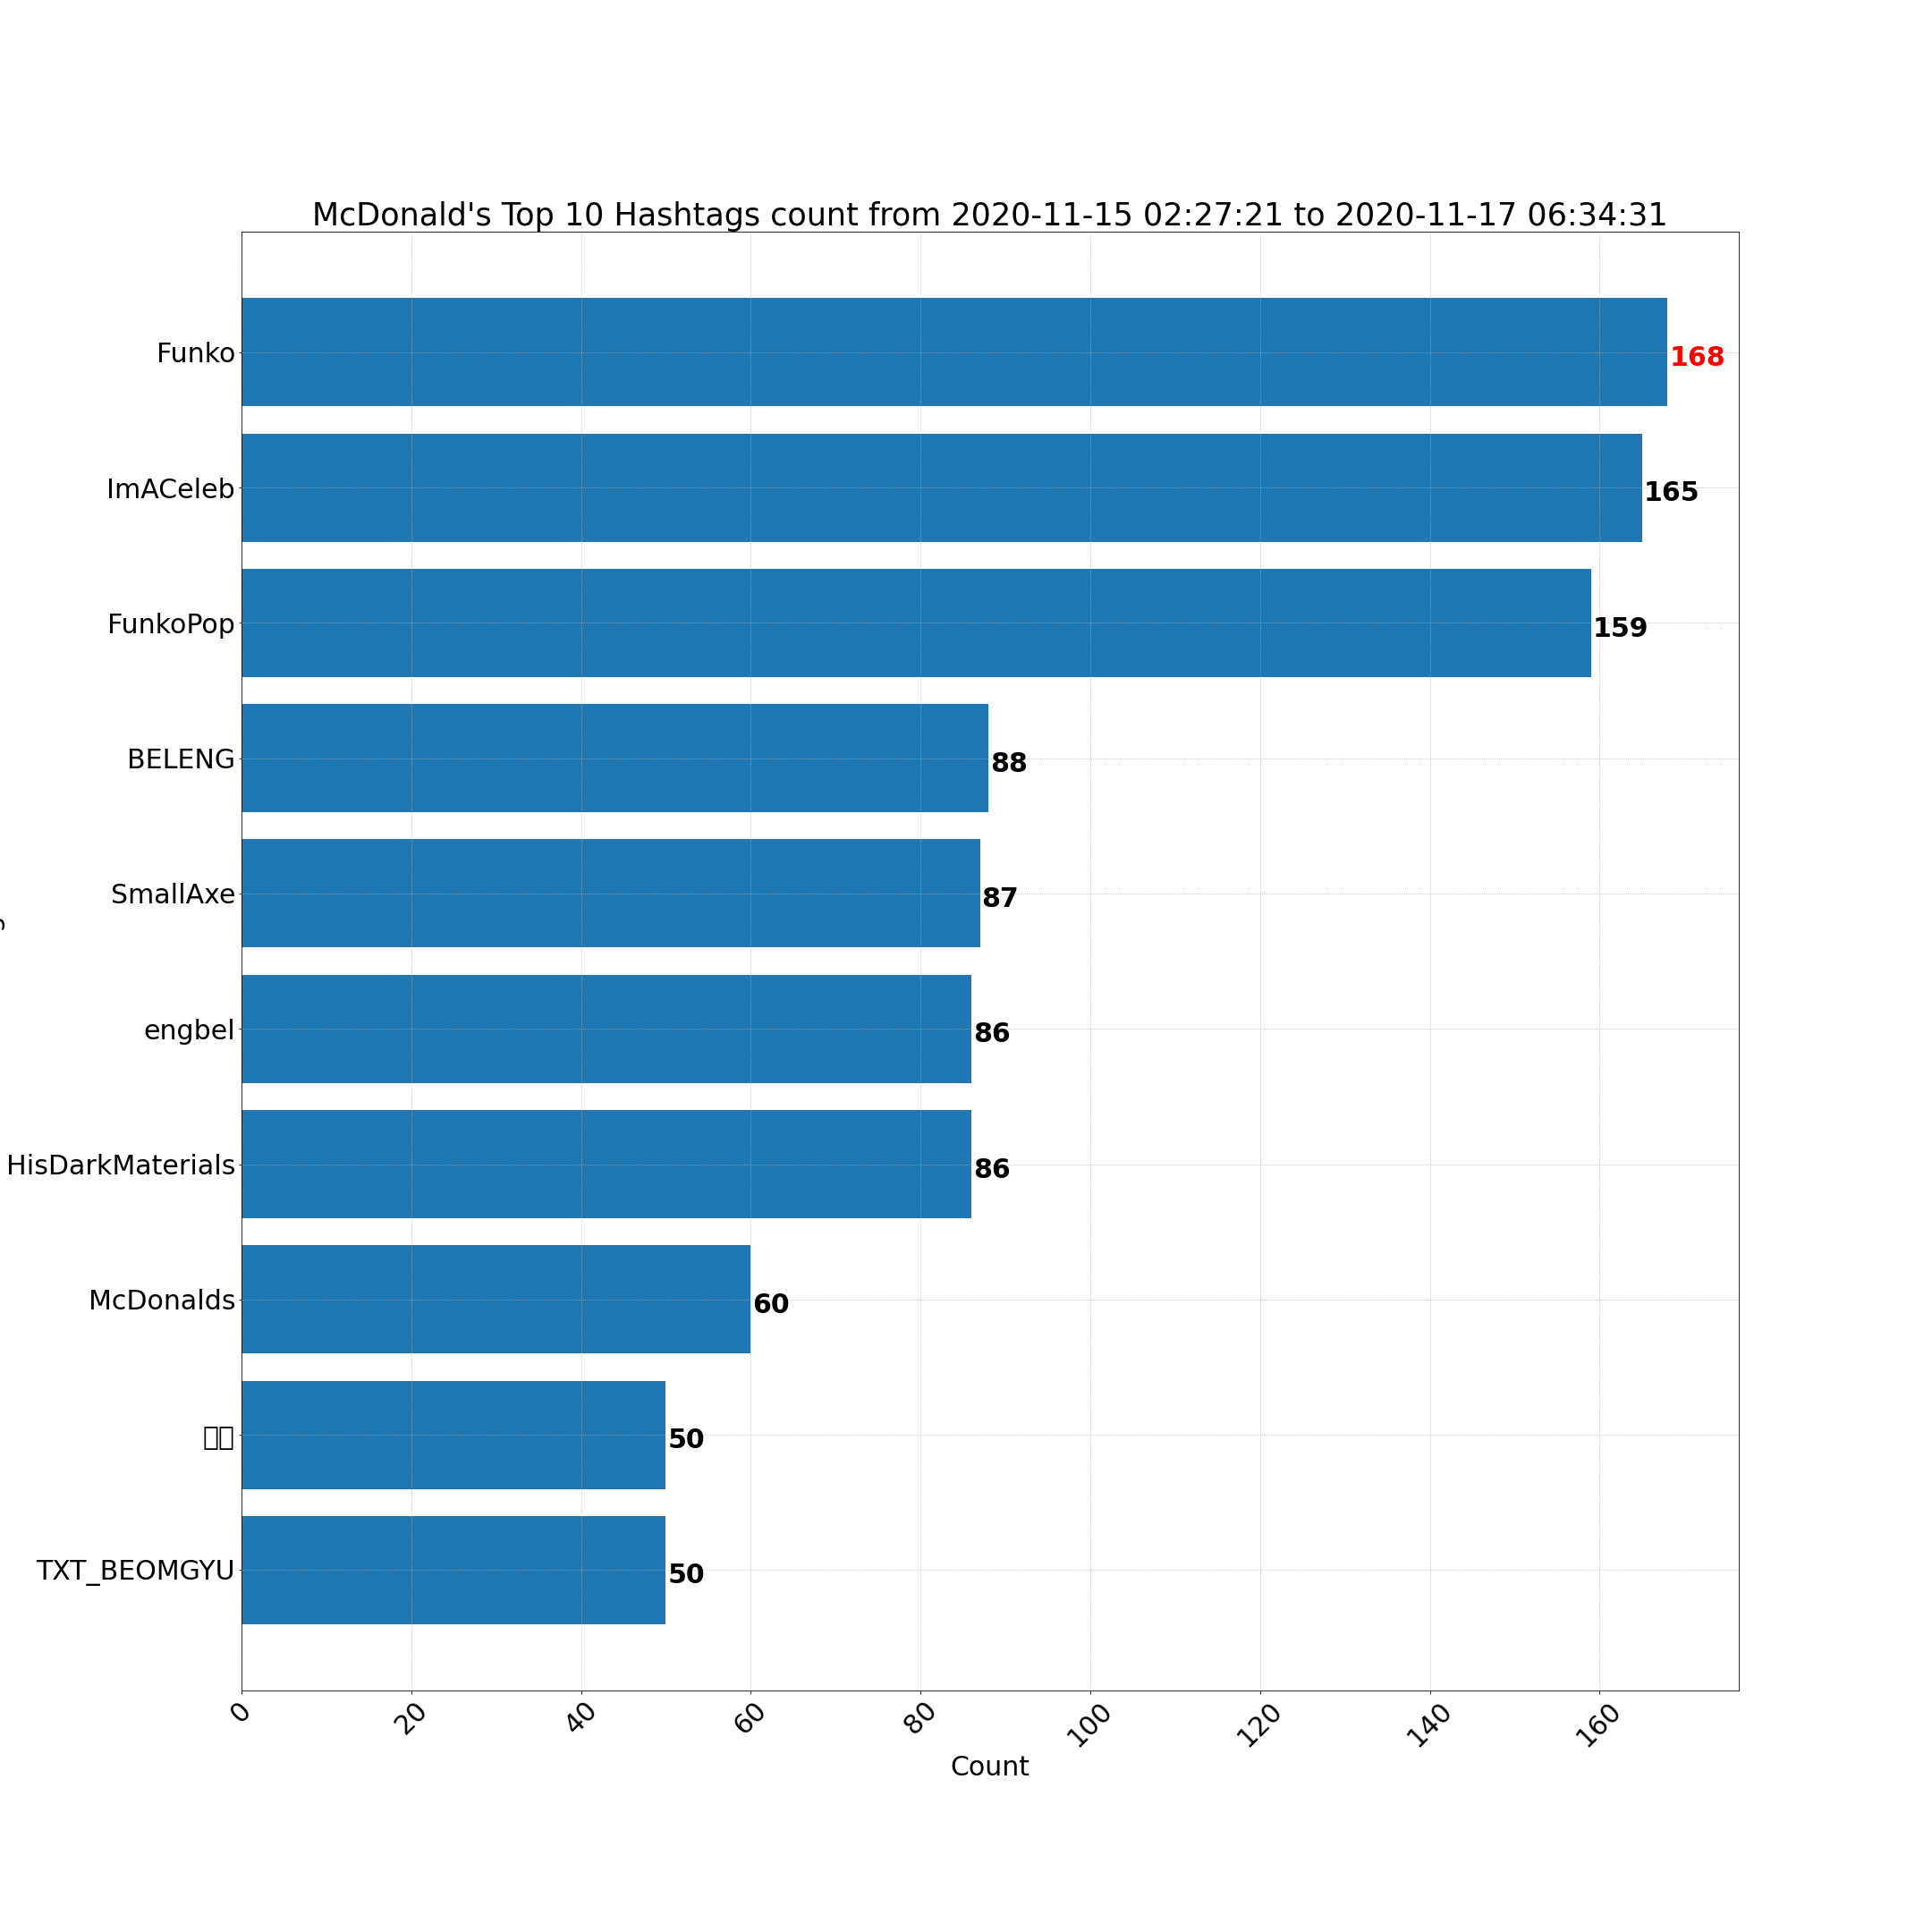 McDonald's Top 10 Hashtags count from 2020-11-15 02:27:21 to 2020-11-17 06:34:31
Funko 168
ImACeleb 165
FunkoPop 159
BELENG 88
SmallAxe 87
engbel 86
HisDarkMaterials 86
McDonalds 60
50
TXT_BEOMGYU 50
0 20 40 60 80 100 120 140 160
Count